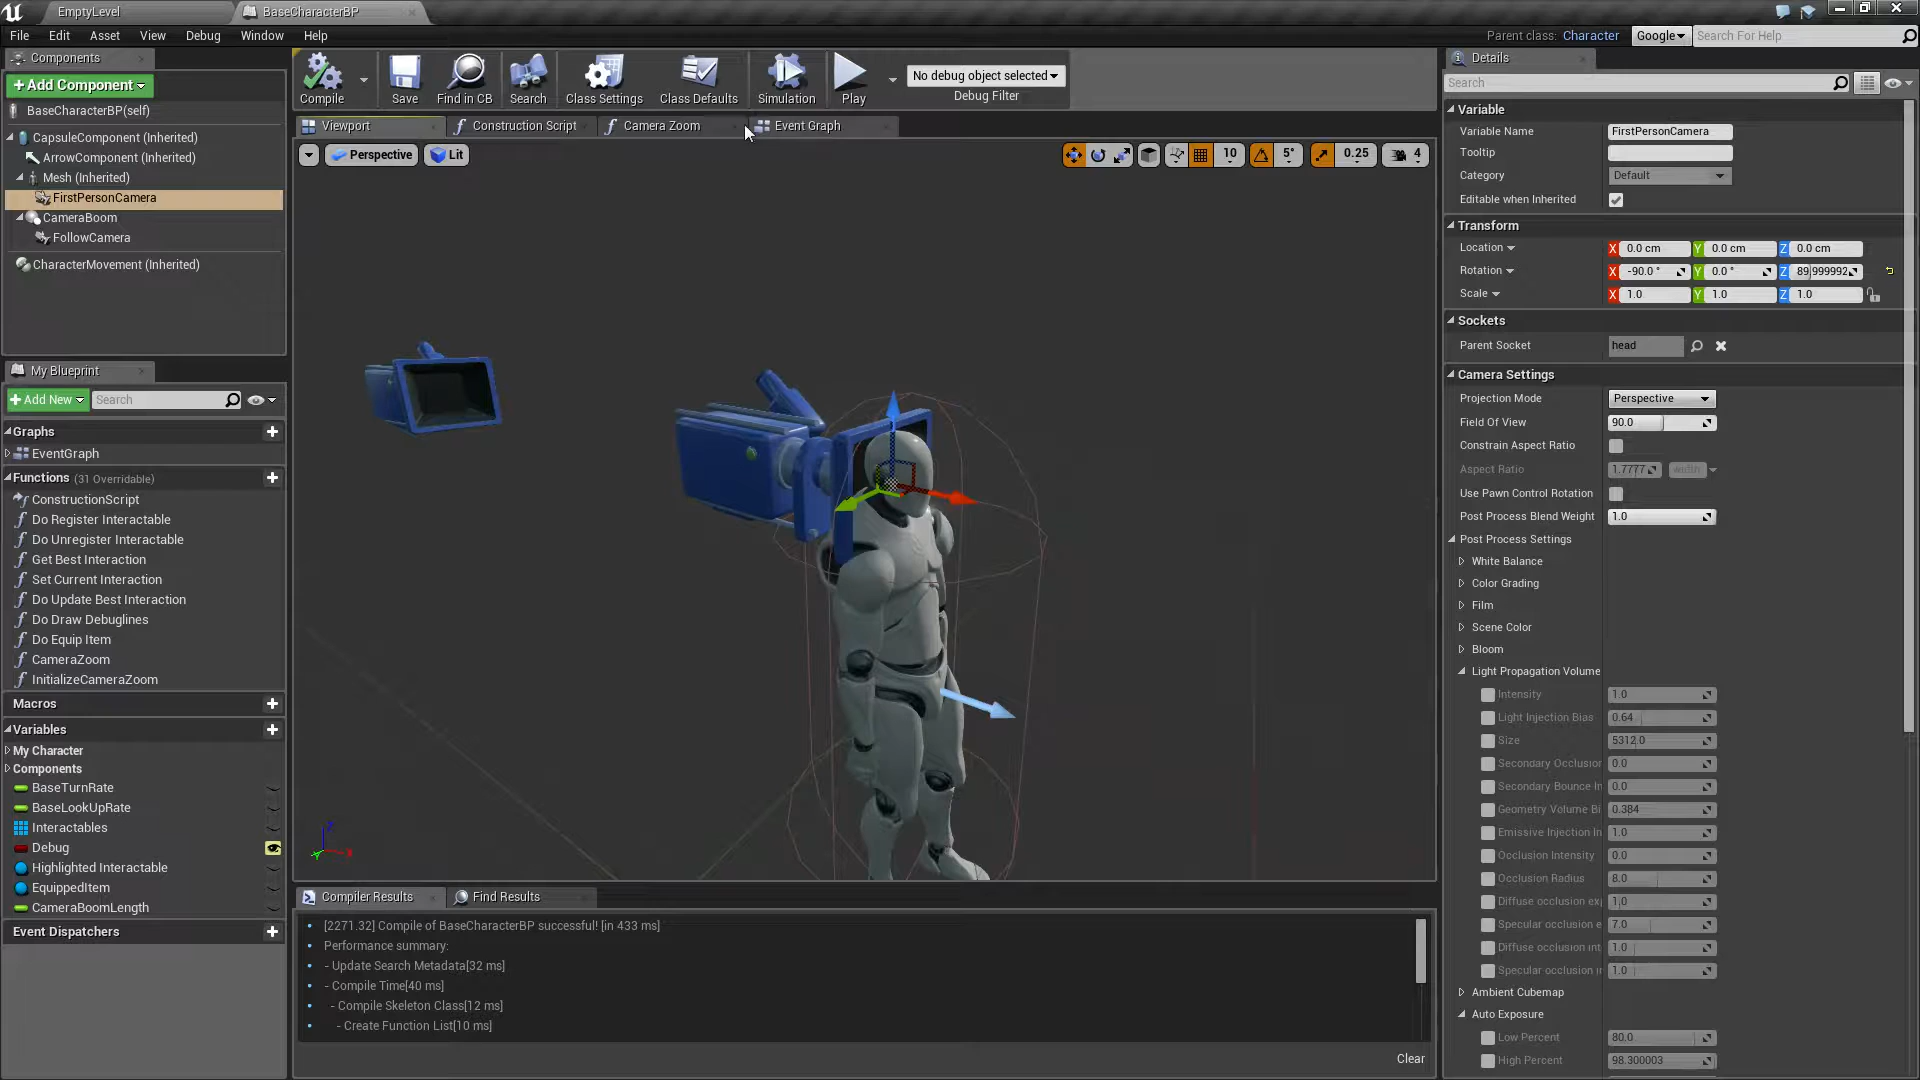 EmptyLevel
BaseCharacterBP
File Edit Asset View Debug Window Help
Parent class: Character Google Search For Help
Components
Add Component
BaseCharacterBP(self)
CapsuleComponent (Inherited)
ArrowComponent (Inherited)
Mesh (Inherited)
FirstPersonCamera
CameraBoom
FollowCamera
CharacterMovement (Inherited)
My Blueprint
Add New Search
Graphs
EventGraph
Functions (31 Overridable)
ConstructionScript
Do Register Interactable
Do Unregister Interactable
Get Best Interaction
Set Current Interaction
Do Update Best Interaction
Do Draw Debuglines
Do Equip Item
CameraZoom
InitializeCameraZoom
Macros
Variables
My Character
Components
BaseTurnRate
BaseLookUpRate
Interactables
Debug
Highlighted Interactable
EquippedItem
CameraBoomLength
Event Dispatchers
Compile Save Find in CB Search Class Settings Class Defaults Simulation Play
No debug object selected
Debug Filter
Viewport Construction Script Camera Zoom Event Graph
Perspective Lit 10 5° 0.25 4
Z X Y
Compiler Results Find Results
[2271.32] Compile of BaseCharacterBP successful! [in 433 ms]
Performance summary:
- Update Search Metadata[32 ms]
- Compile Time[40 ms]
- Compile Skeleton Class[12 ms]
- Create Function List[10 ms]
Clear
Details
Search
Variable
Variable Name FirstPersonCamera
Tooltip
Category Default
Editable when Inherited
Transform
Location X 0.0 cm Y 0.0 cm Z 0.0 cm
Rotation X -90.0 ° Y 0.0 ° Z 89.999992
Scale X 1.0 Y 1.0 Z 1.0
Sockets
Parent Socket head
Camera Settings
Projection Mode Perspective
Field Of View 90.0
Constrain Aspect Ratio
Aspect Ratio 1.7777 width
Use Pawn Control Rotation
Post Process Blend Weight 1.0
Post Process Settings
White Balance
Color Grading
Film
Scene Color
Bloom
Light Propagation Volume
Intensity 1.0
Light Injection Bias 0.64
Size 5312.0
Secondary Occlusion 0.0
Secondary Bounce In 0.0
Geometry Volume Bi 0.384
Emissive Injection In 1.0
Occlusion Intensity 0.0
Occlusion Radius 8.0
Diffuse occlusion exp 1.0
Specular occlusion e 7.0
Diffuse occlusion int 1.0
Specular occlusion i 1.0
Ambient Cubemap
Auto Exposure
Low Percent 80.0
High Percent 98.300003